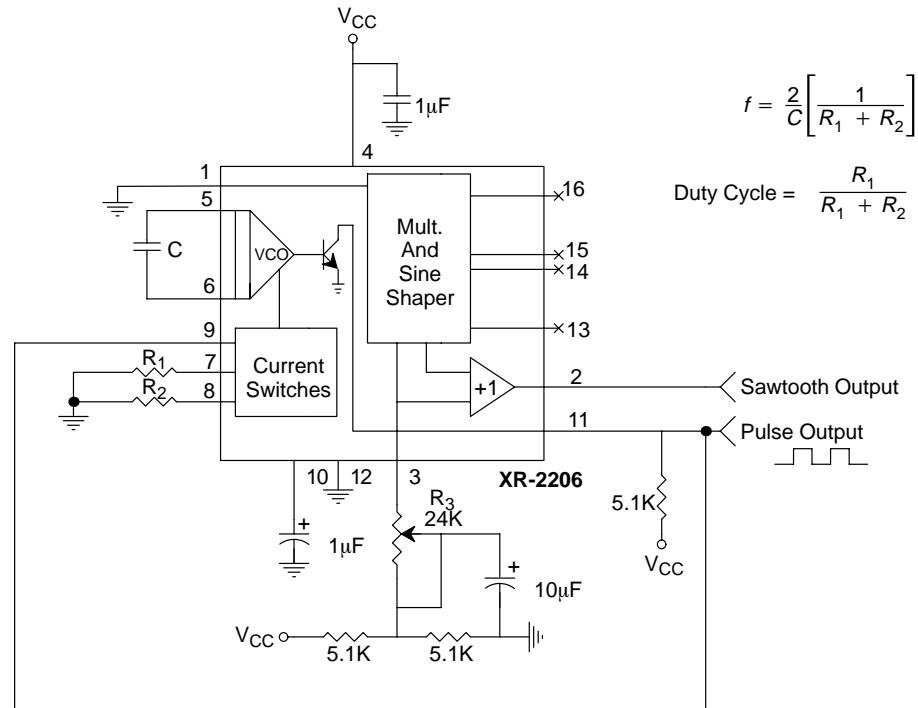 VCC
1µF
f = 2/C [ 1 / (R1 + R2) ]
4
1
16
Duty Cycle = R1 / (R1 + R2)
5
Mult.
And
Sine
Shaper
15
14
C
VCO
6
13
9
R1
7
Current
Switches
R2
8
+1
2
Sawtooth Output
11
Pulse Output
10
12
3
XR-2206
R3
24K
1µF
+
5.1K
VCC
+
10µF
VCC
5.1K
5.1K